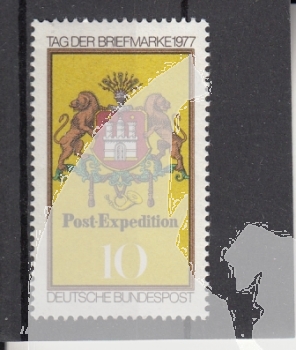 TAG DER BRIEFMARKE 1977
Post-Expedition
10
DEUTSCHE BUNDESPOST